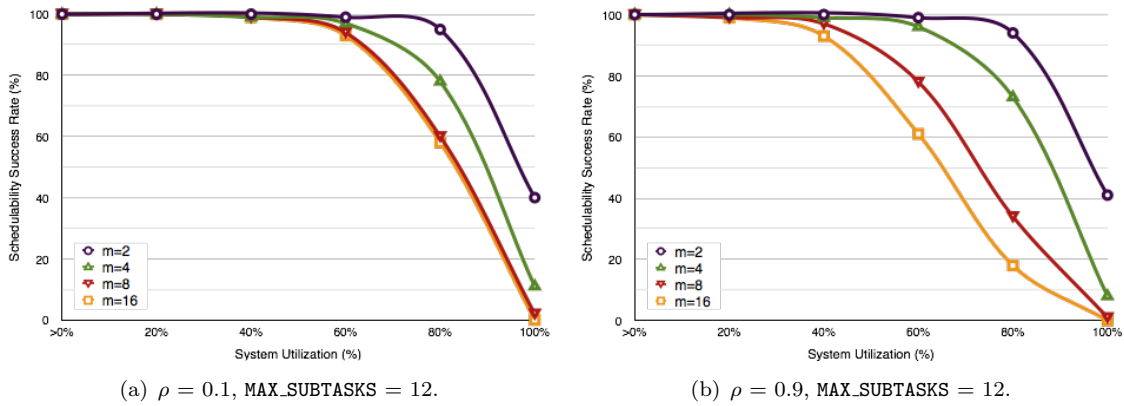 Schedulability Success Rate (%)
100
80
60
40
20
0
m=2
m=4
m=8
m=16
>0%
20%
40%
60%
80%
100%
System Utilization (%)
(a) ρ = 0.1, MAX_SUBTASKS = 12.
Schedulability Success Rate (%)
100
80
60
40
20
0
m=2
m=4
m=8
m=16
>0%
20%
40%
60%
80%
100%
System Utilization (%)
(b) ρ = 0.9, MAX_SUBTASKS = 12.